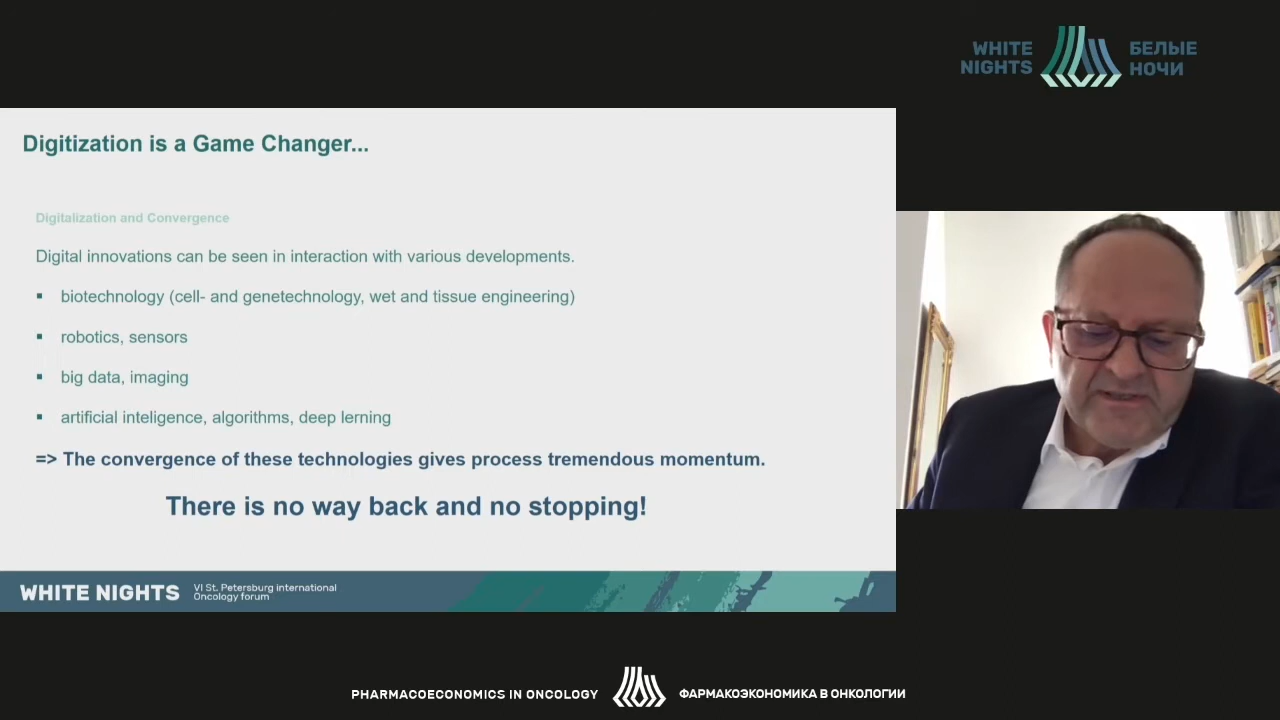 WHITE
NIGHTS
БЕЛЫЕ
НОЧИ
Digitization is a Game Changer...
Digitalization and Convergence
Digital innovations can be seen in interaction with various developments.
▪ biotechnology (cell- and genetechnology, wet and tissue engineering)
▪ robotics, sensors
▪ big data, imaging
▪ artificial inteligence, algorithms, deep lerning
=> The convergence of these technologies gives process tremendous momentum.
There is no way back and no stopping!
WHITE NIGHTS
VI St. Petersburg international
Oncology forum
PHARMACOECONOMICS IN ONCOLOGY
ФАРМАКОЭКОНОМИКА В ОНКОЛОГИИ